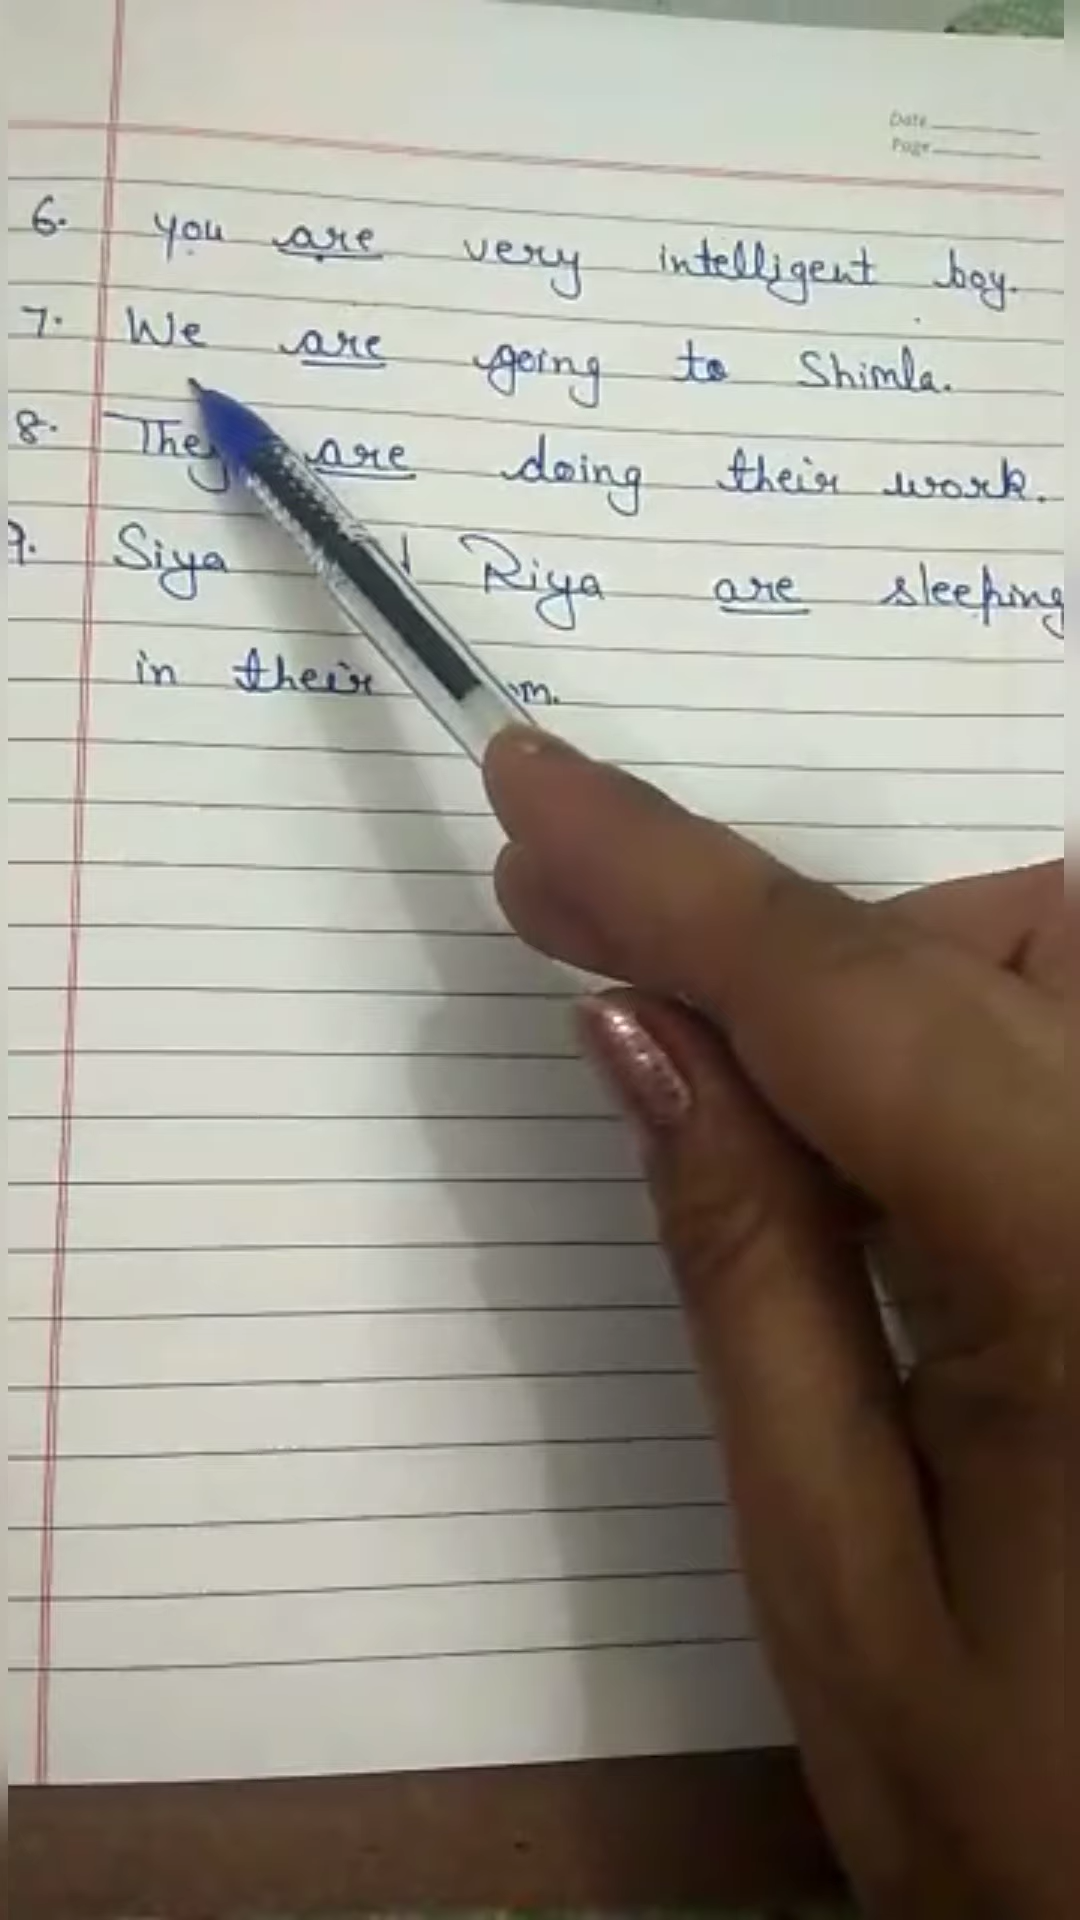 Date
Page
6. you are very intelligent boy.
7. We are going to Shimla.
8. They are doing their work.
9. Siya Riya are sleeping
in their